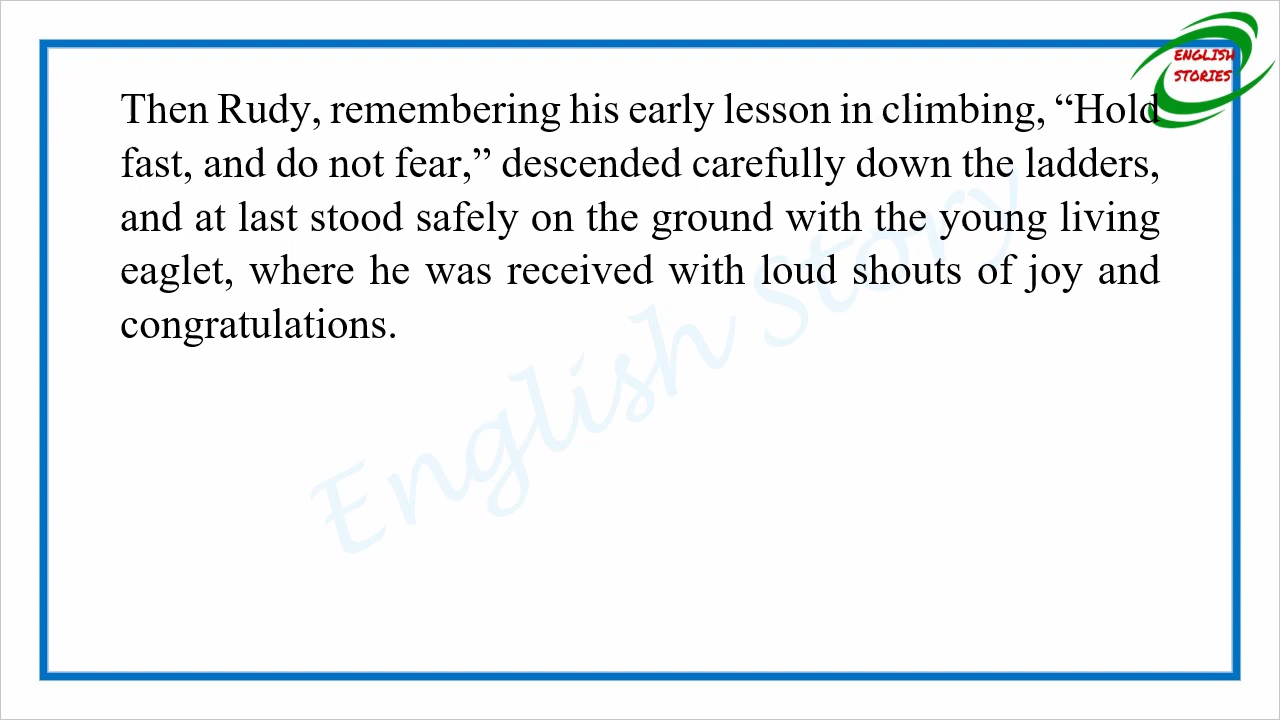 ENGLISH
STORIES
Then Rudy, remembering his early lesson in climbing, “Hold
fast, and do not fear,” descended carefully down the ladders,
and at last stood safely on the ground with the young living
eaglet, where he was received with loud shouts of joy and
congratulations.
English Story